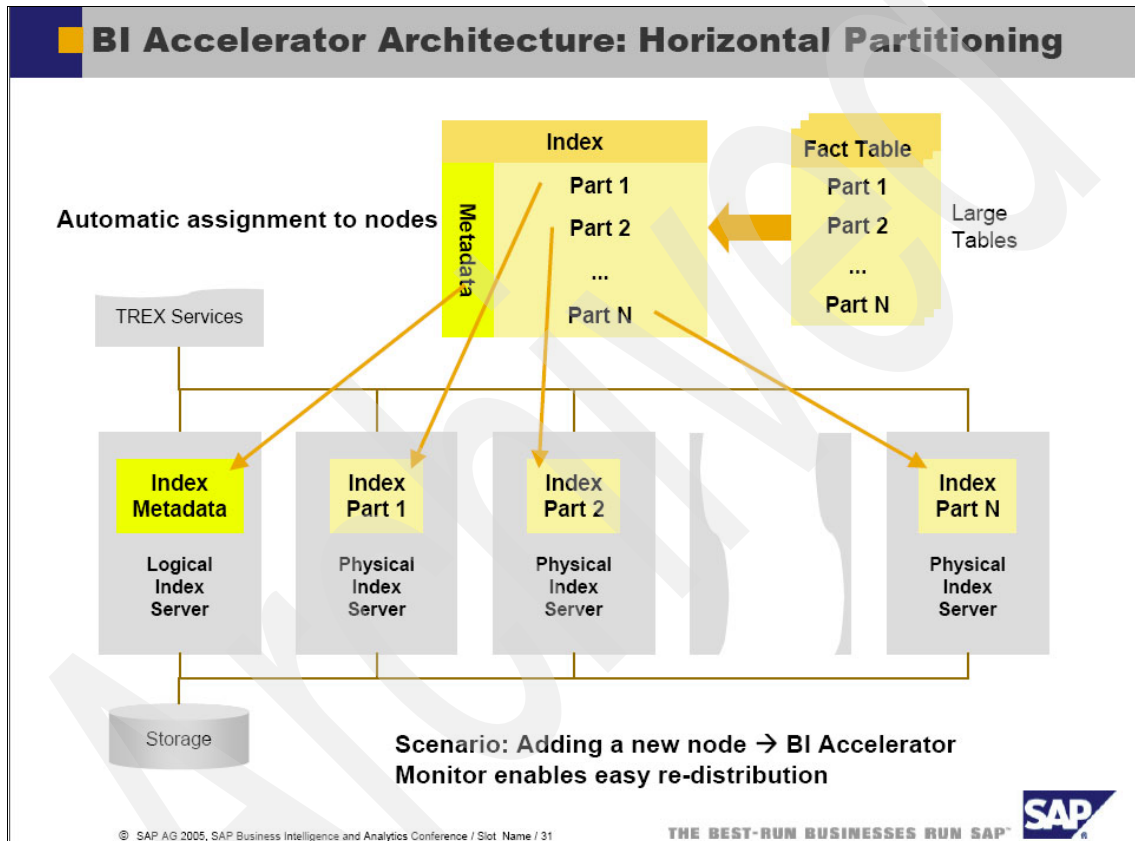 BI Accelerator Architecture: Horizontal Partitioning
Index
Metadata
Part 1
Part 2
...
Part N
Fact Table
Part 1
Part 2
...
Part N
Large
Tables
Automatic assignment to nodes
TREX Services
Index
Metadata
Logical
Index
Server
Index
Part 1
Physical
Index
Server
Index
Part 2
Physical
Index
Server
Index
Part N
Physical
Index
Server
Storage
Scenario: Adding a new node → BI Accelerator
Monitor enables easy re-distribution
© SAP AG 2005, SAP Business Intelligence and Analytics Conference / Slot Name / 31
THE BEST-RUN BUSINESSES RUN SAP™
SAP
Archived